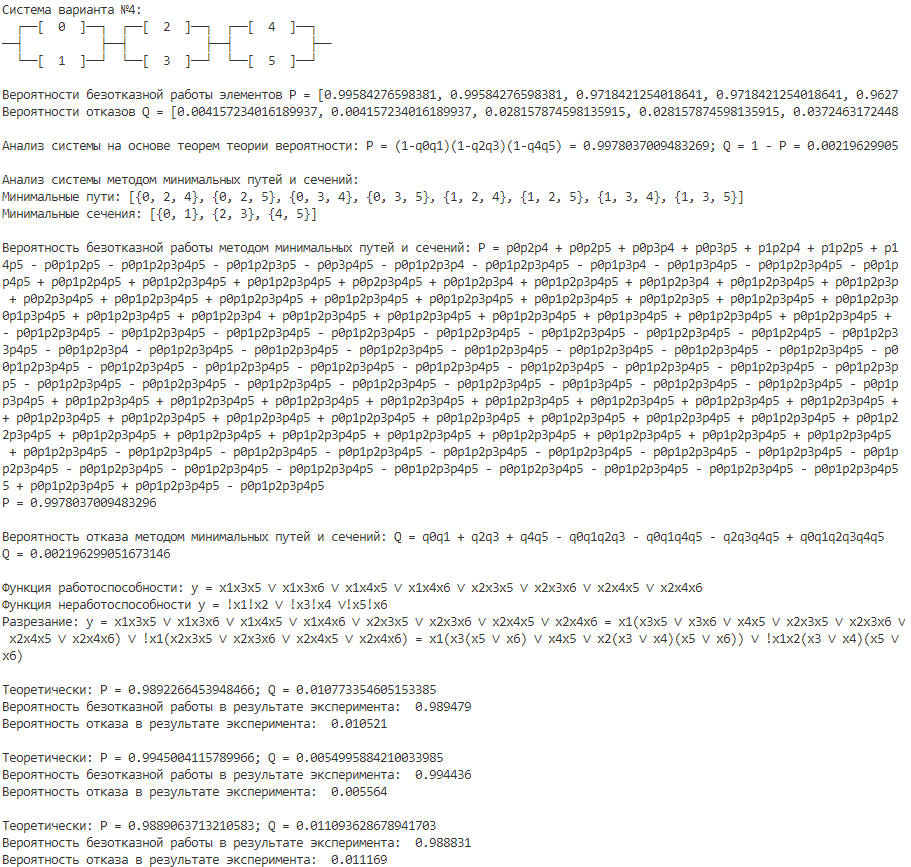 Система варианта №4:
┌──[  0  ]──┐  ┌──[  2  ]──┐  ┌──[  4  ]──┐
──┤           ├──┤           ├──┤           ├──
└──[  1  ]──┘  └──[  3  ]──┘  └──[  5  ]──┘
Вероятности безотказной работы элементов P = [0.99584276598381, 0.99584276598381, 0.9718421254018641, 0.9718421254018641, 0.9627
Вероятности отказов Q = [0.004157234016189937, 0.004157234016189937, 0.028157874598135915, 0.028157874598135915, 0.0372463172448
Анализ системы на основе теорем теории вероятности: P = (1-q0q1)(1-q2q3)(1-q4q5) = 0.9978037009483269; Q = 1 - P = 0.00219629905
Анализ системы методом минимальных путей и сечений:
Минимальные пути: [{0, 2, 4}, {0, 2, 5}, {0, 3, 4}, {0, 3, 5}, {1, 2, 4}, {1, 2, 5}, {1, 3, 4}, {1, 3, 5}]
Минимальные сечения: [{0, 1}, {2, 3}, {4, 5}]
Вероятность безотказной работы методом минимальных путей и сечений: P = p0p2p4 + p0p2p5 + p0p3p4 + p0p3p5 + p1p2p4 + p1p2p5 + p1
4p5 - p0p1p2p5 - p0p1p2p3p4p5 - p0p1p2p3p5 - p0p3p4p5 - p0p1p2p3p4 - p0p1p2p3p4p5 - p0p1p3p4 - p0p1p3p4p5 - p0p1p2p3p4p5 - p0p1p
p4p5 + p0p1p2p4p5 + p0p1p2p3p4p5 + p0p1p2p3p4p5 + p0p2p3p4p5 + p0p1p2p3p4 + p0p1p2p3p4p5 + p0p1p2p3p4 + p0p1p2p3p4p5 + p0p1p2p3p
+ p0p2p3p4p5 + p0p1p2p3p4p5 + p0p1p2p3p4p5 + p0p1p2p3p4p5 + p0p1p2p3p4p5 + p0p1p2p3p4p5 + p0p1p2p3p5 + p0p1p2p3p4p5 + p0p1p2p3p
0p1p3p4p5 + p0p1p2p3p4p5 + p0p1p2p3p4 + p0p1p2p3p4p5 + p0p1p2p3p4p5 + p0p1p2p3p4p5 + p0p1p3p4p5 + p0p1p2p3p4p5 + p0p1p2p3p4p5 +
- p0p1p2p3p4p5 - p0p1p2p3p4p5 - p0p1p2p3p4p5 - p0p1p2p3p4p5 - p0p1p2p3p4p5 - p0p1p2p3p4p5 - p0p1p2p3p4p5 - p0p1p2p4p5 - p0p1p2p3
3p4p5 - p0p1p2p3p4 - p0p1p2p3p4p5 - p0p1p2p3p4p5 - p0p1p2p3p4p5 - p0p1p2p3p4p5 - p0p1p2p3p4p5 - p0p1p2p3p4p5 - p0p1p2p3p4p5 - p0
0p1p2p3p4p5 - p0p1p2p3p4p5 - p0p1p2p3p4p5 - p0p1p2p3p4p5 - p0p1p2p3p4p5 - p0p1p2p3p4p5 - p0p1p2p3p4p5 - p0p1p2p3p4p5 - p0p1p2p3p
p5 - p0p1p2p3p4p5 - p0p1p2p3p4p5 - p0p1p2p3p4p5 - p0p1p2p3p4p5 - p0p1p2p3p4p5 - p0p1p3p4p5 - p0p1p2p3p4p5 - p0p1p2p3p4p5 - p0p1p
p3p4p5 + p0p1p2p3p4p5 + p0p1p2p3p4p5 + p0p1p2p3p4p5 + p0p1p2p3p4p5 + p0p1p2p3p4p5 + p0p1p2p3p4p5 + p0p1p2p3p4p5 + p0p1p2p3p4p5 +
+ p0p1p2p3p4p5 + p0p1p2p3p4p5 + p0p1p2p3p4p5 + p0p1p2p3p4p5 + p0p1p2p3p4p5 + p0p1p2p3p4p5 + p0p1p2p3p4p5 + p0p1p2p3p4p5 + p0p1p2
2p3p4p5 + p0p1p2p3p4p5 + p0p1p2p3p4p5 + p0p1p2p3p4p5 + p0p1p2p3p4p5 + p0p1p2p3p4p5 + p0p1p2p3p4p5 + p0p1p2p3p4p5 + p0p1p2p3p4p5
+ p0p1p2p3p4p5 - p0p1p2p3p4p5 - p0p1p2p3p4p5 - p0p1p2p3p4p5 - p0p1p2p3p4p5 - p0p1p2p3p4p5 - p0p1p2p3p4p5 - p0p1p2p3p4p5 - p0p1p
p2p3p4p5 - p0p1p2p3p4p5 - p0p1p2p3p4p5 - p0p1p2p3p4p5 - p0p1p2p3p4p5 - p0p1p2p3p4p5 - p0p1p2p3p4p5 - p0p1p2p3p4p5 - p0p1p2p3p4p5
5 + p0p1p2p3p4p5 + p0p1p2p3p4p5 - p0p1p2p3p4p5
P = 0.9978037009483296
Вероятность отказа методом минимальных путей и сечений: Q = q0q1 + q2q3 + q4q5 - q0q1q2q3 - q0q1q4q5 - q2q3q4q5 + q0q1q2q3q4q5
Q = 0.002196299051673146
Функция работоспособности: y = x1x3x5 ∨ x1x3x6 ∨ x1x4x5 ∨ x1x4x6 ∨ x2x3x5 ∨ x2x3x6 ∨ x2x4x5 ∨ x2x4x6
Функция неработоспособности y = !x1!x2 ∨ !x3!x4 ∨!x5!x6
Разрезание: y = x1x3x5 ∨ x1x3x6 ∨ x1x4x5 ∨ x1x4x6 ∨ x2x3x5 ∨ x2x3x6 ∨ x2x4x5 ∨ x2x4x6 = x1(x3x5 ∨ x3x6 ∨ x4x5 ∨ x2x3x5 ∨ x2x3x6 ∨
x2x4x5 ∨ x2x4x6) ∨ !x1(x2x3x5 ∨ x2x3x6 ∨ x2x4x5 ∨ x2x4x6) = x1(x3(x5 ∨ x6) ∨ x4x5 ∨ x2(x3 ∨ x4)(x5 ∨ x6)) ∨ !x1x2(x3 ∨ x4)(x5 ∨
x6)
Теоретически: P = 0.9892266453948466; Q = 0.010773354605153385
Вероятность безотказной работы в результате эксперимента:  0.989479
Вероятность отказа в результате эксперимента:  0.010521
Теоретически: P = 0.9945004115789966; Q = 0.0054995884210033985
Вероятность безотказной работы в результате эксперимента:  0.994436
Вероятность отказа в результате эксперимента:  0.005564
Теоретически: P = 0.9889063713210583; Q = 0.011093628678941703
Вероятность безотказной работы в результате эксперимента:  0.988831
Вероятность отказа в результате эксперимента:  0.011169